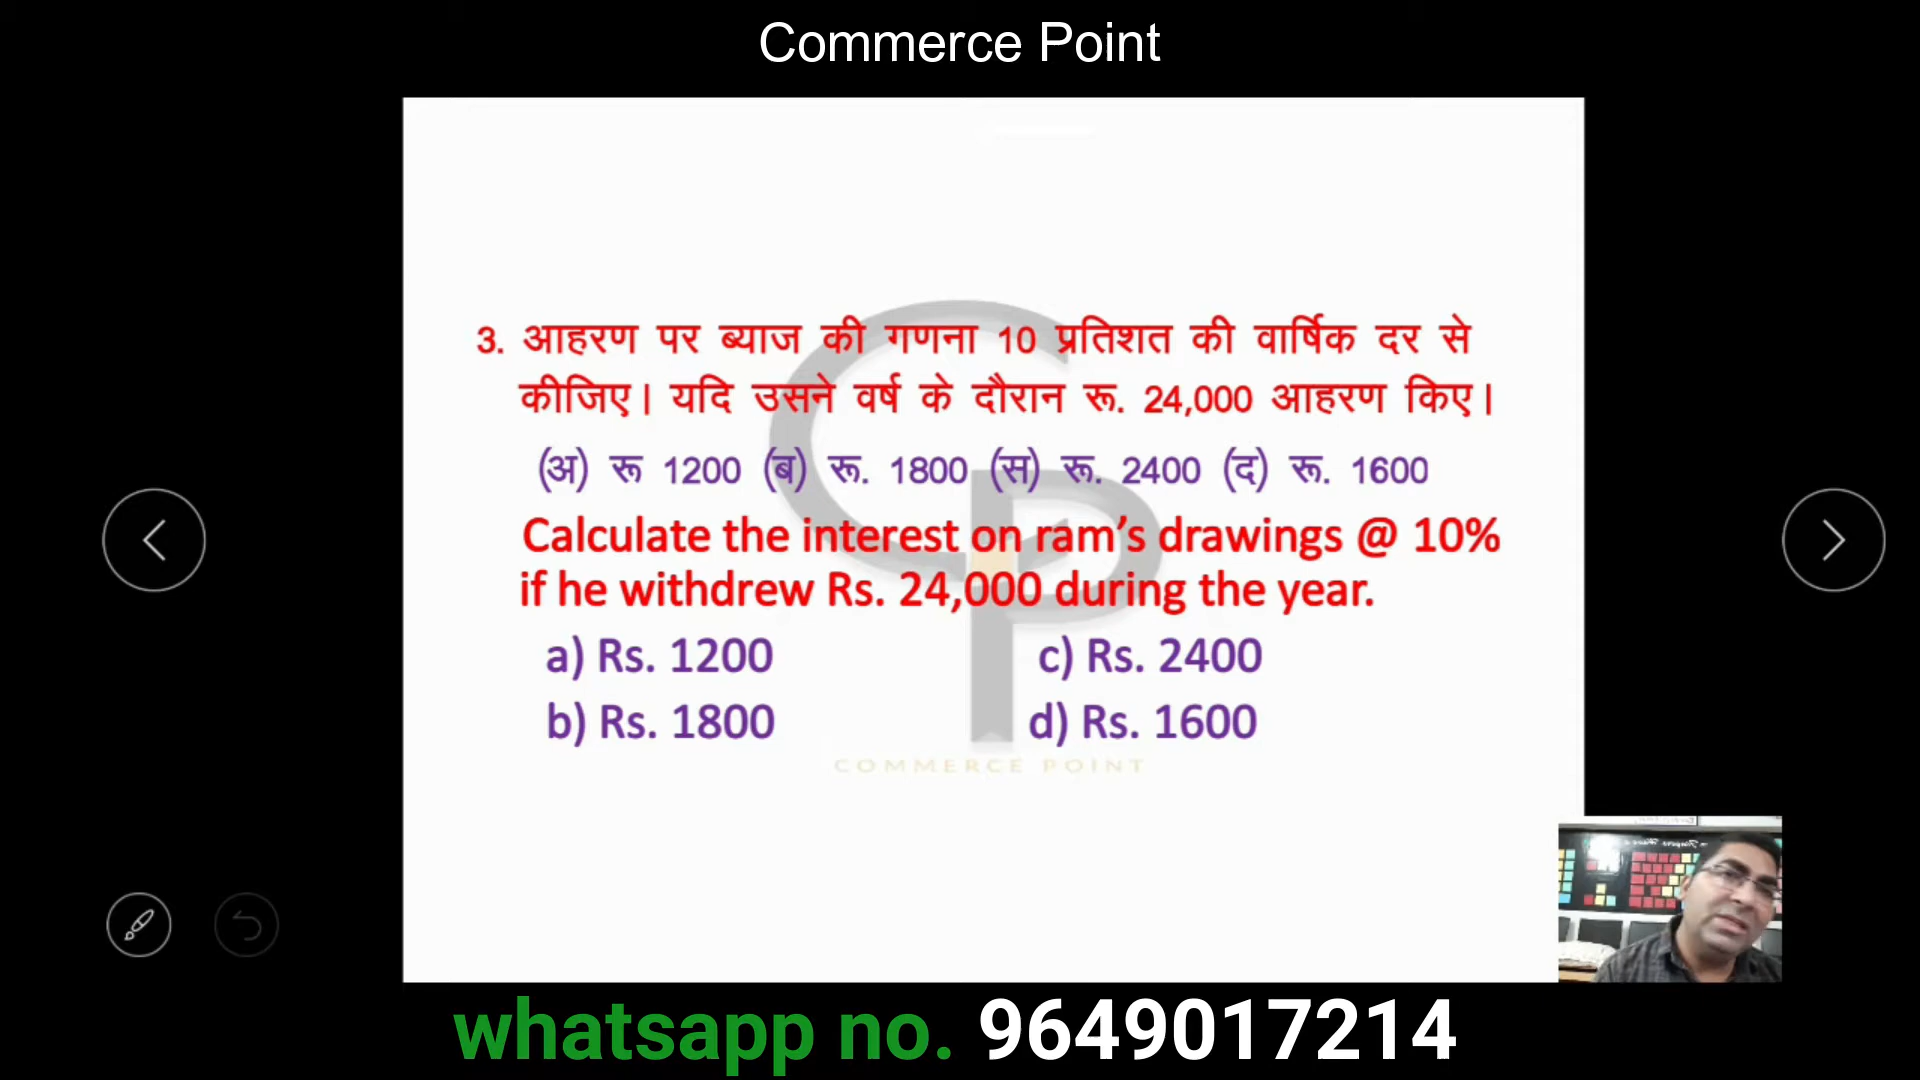 Commerce Point
3. आहरण पर ब्याज की गणना 10 प्रतिशत की वार्षिक दर से
कीजिए। यदि उसने वर्ष के दौरान रू. 24,000 आहरण किए।
(अ) रू 1200 (ब) रू. 1800 (स) रू. 2400 (द) रू. 1600
Calculate the interest on ram’s drawings @ 10%
if he withdrew Rs. 24,000 during the year.
a) Rs. 1200 c) Rs. 2400
b) Rs. 1800 d) Rs. 1600
COMMERCE POINT
whatsapp no. 9649017214